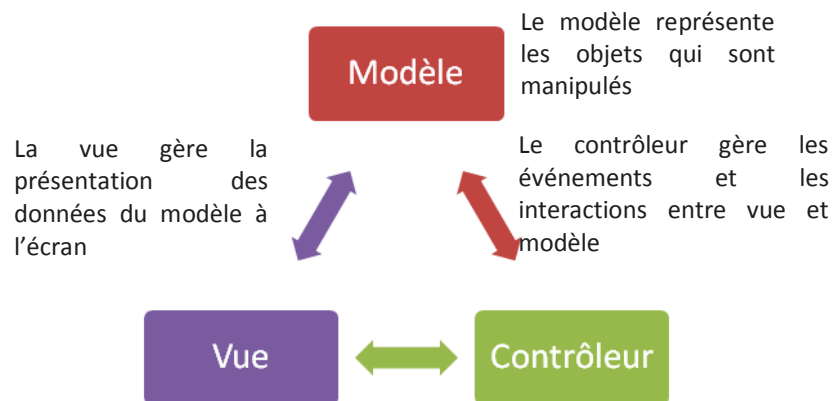 Le modèle représente
les objets qui sont
manipulés
Modèle
La vue gère la
présentation des
données du modèle à
l’écran
Le contrôleur gère les
événements et les
interactions entre vue et
modèle
Vue
Contrôleur